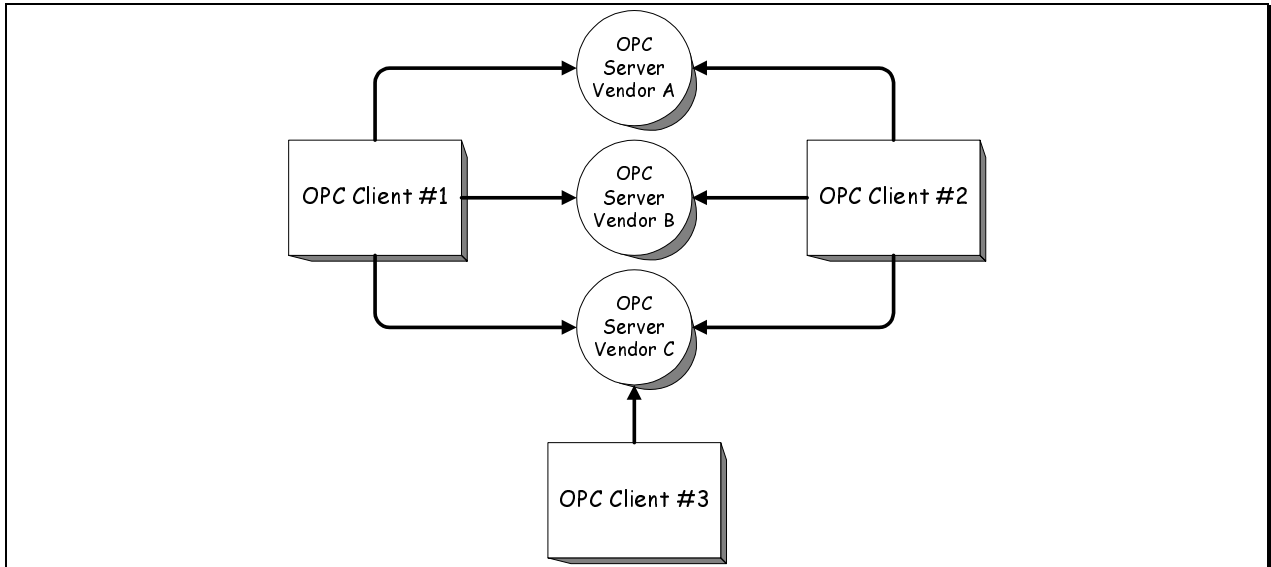 OPC
Server
Vendor A
OPC Client #1
OPC
Server
Vendor B
OPC Client #2
OPC
Server
Vendor C
OPC Client #3